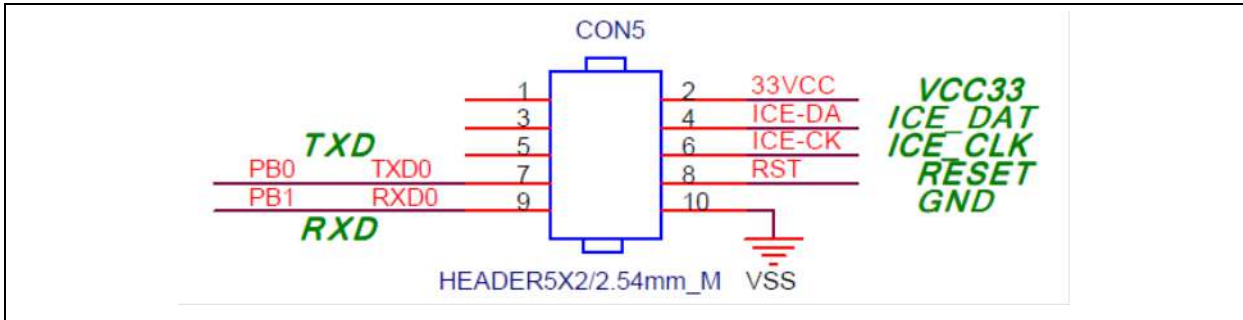 CON5
1 2 33VCC VCC33
3 4 ICE-DA ICE_DAT
TXD 5 6 ICE-CK ICE_CLK
PB0 TXD0 7 8 RST RESET
PB1 RXD0 9 10 GND
RXD
HEADER5X2/2.54mm_M VSS